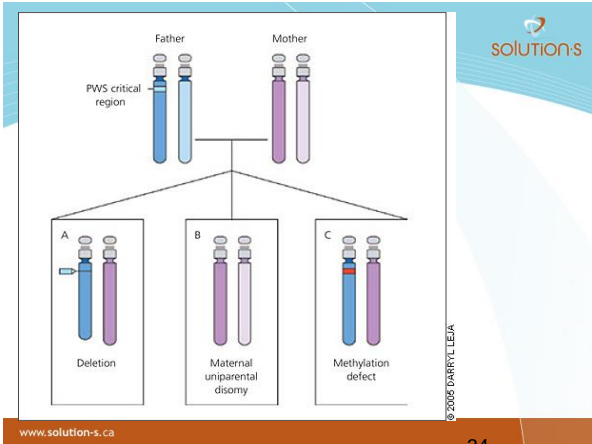 solution·s
Father
Mother
PWS critical
region
A
B
C
Deletion
Maternal
uniparental
disomy
Methylation
defect
© 2005 DARRYL LEJA
www.solution-s.ca